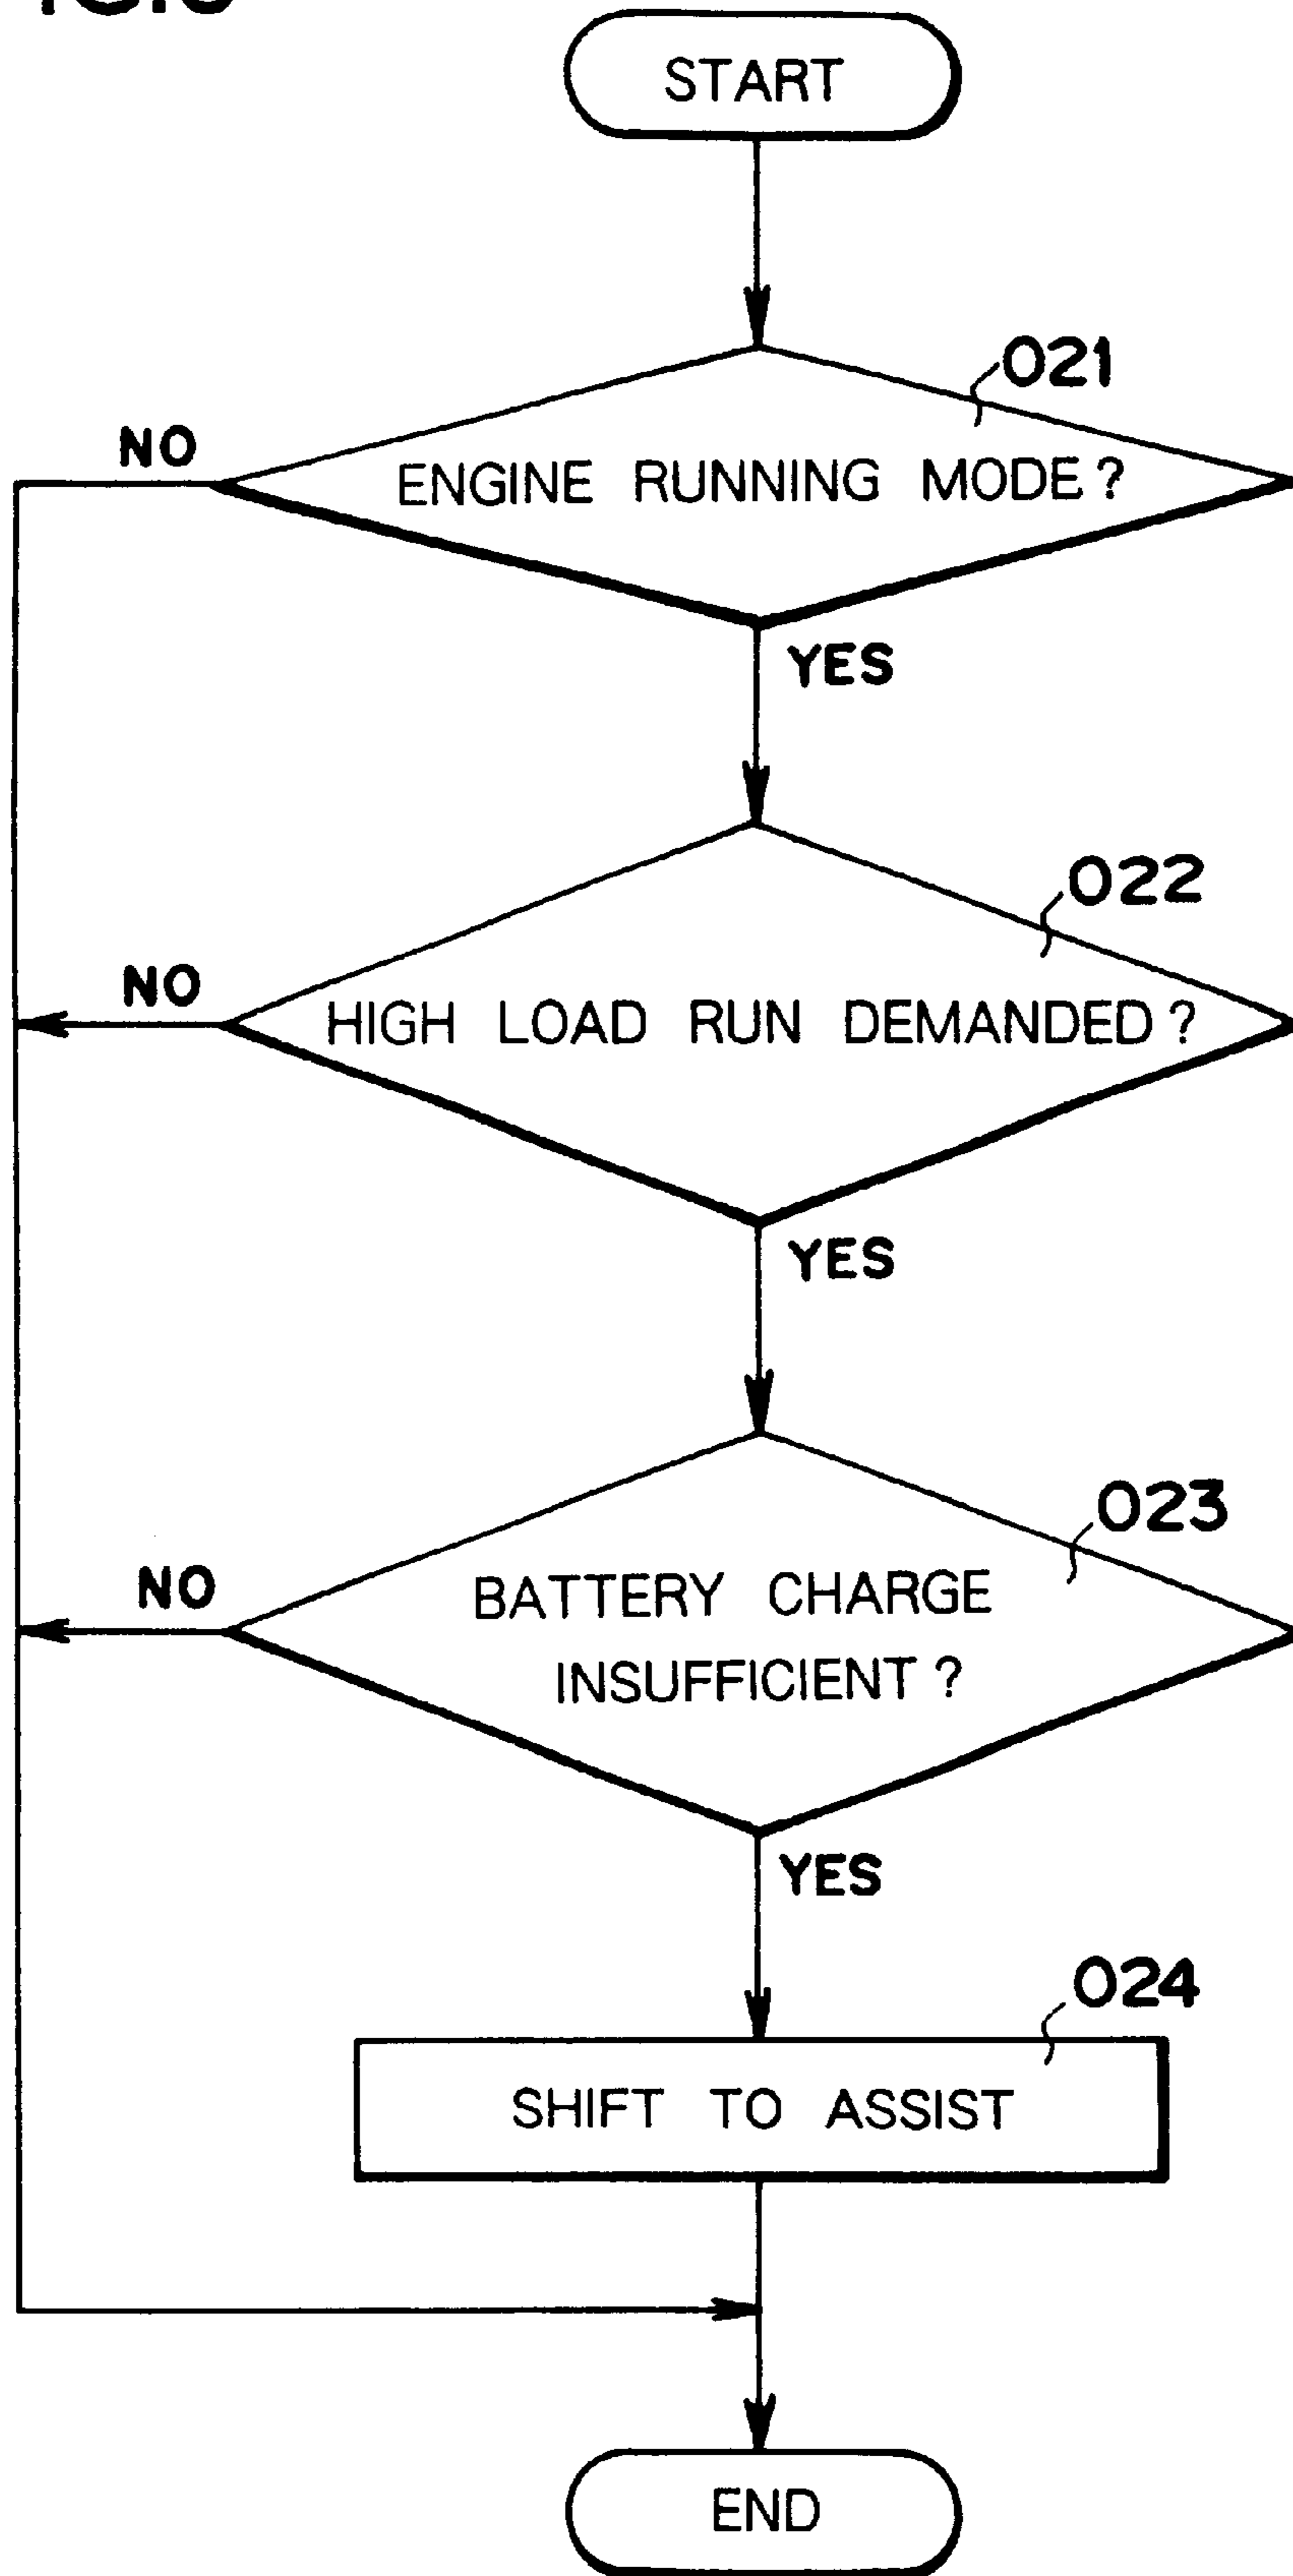 START
021
NO
ENGINE RUNNING MODE ?
YES
022
NO
HIGH LOAD RUN DEMANDED ?
YES
023
NO
BATTERY CHARGE
INSUFFICIENT ?
YES
024
SHIFT TO ASSIST
END